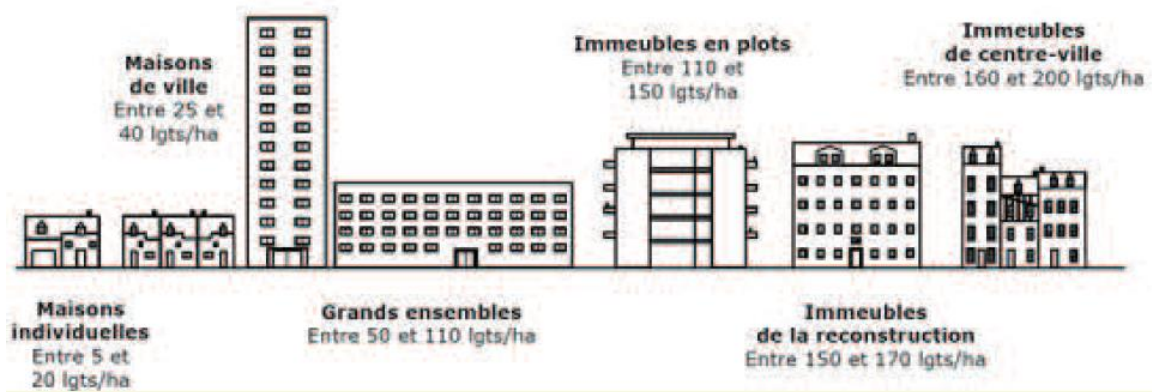 Maisons
de ville
Entre 25 et
40 lgts/ha
Immeubles en plots
Entre 110 et
150 lgts/ha
Immeubles
de centre-ville
Entre 160 et 200 lgts/ha
Maisons
individuelles
Entre 5 et
20 lgts/ha
Grands ensembles
Entre 50 et 110 lgts/ha
Immeubles
de la reconstruction
Entre 150 et 170 lgts/ha